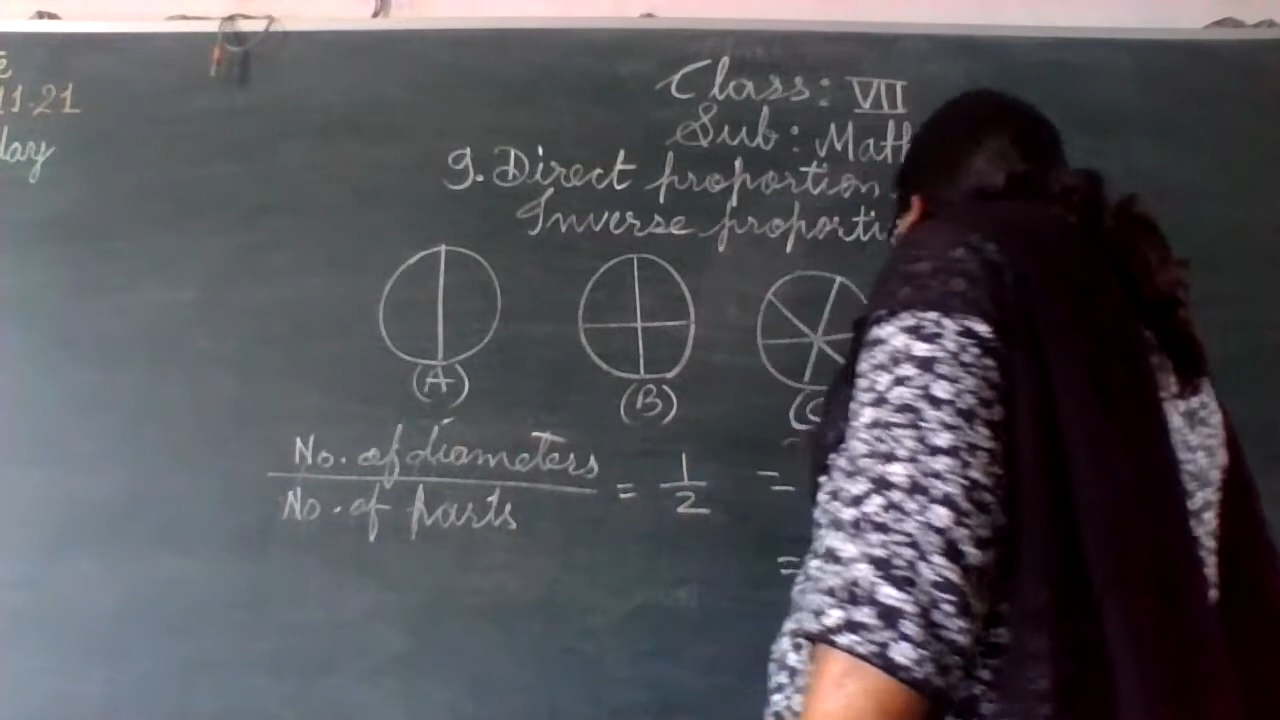 11-21
day
Class: VII
Sub: Math
9. Direct proportion
Inverse proporti
(A)
(B)
(C
No. of diameters
No. of parts
= 1/2 =
=